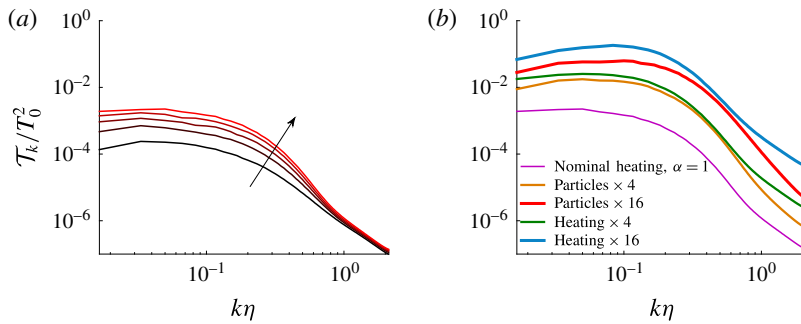 (a)
10^0
10^{-2}
10^{-4}
10^{-6}
𝒯_k/T_0^2
10^{-1}
10^0
kη
(b)
10^0
10^{-2}
10^{-4}
10^{-6}
Nominal heating, α = 1
Particles × 4
Particles × 16
Heating × 4
Heating × 16
10^{-1}
10^0
kη